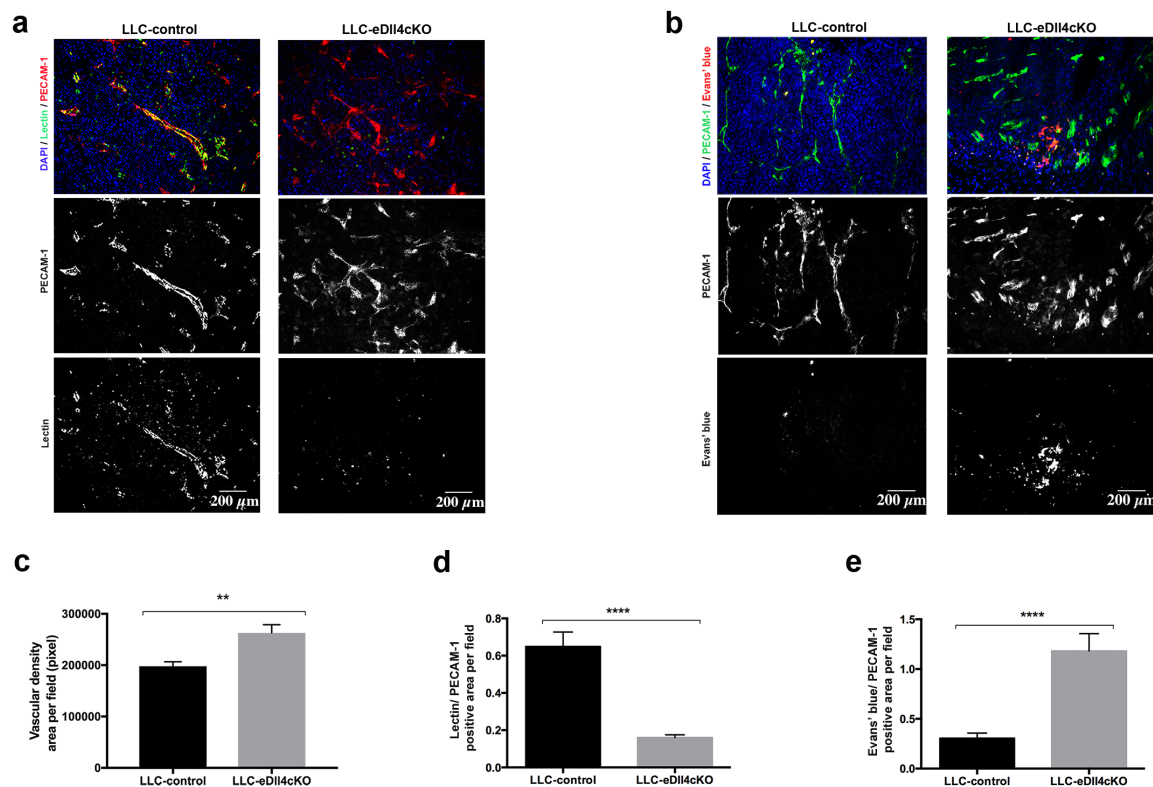 a
LLC-control
LLC-eDll4cKO
DAPI / Lectin / PECAM-1
PECAM-1
Lectin
200 µm
200 µm
b
LLC-control
LLC-eDll4cKO
DAPI / PECAM-1 / Evans' blue
PECAM-1
Evans' blue
200 µm
200 µm
c
**
Vascular density
area per field (pixel)
300000
200000
100000
0
LLC-control
LLC-eDll4cKO
d
****
Lectin/ PECAM-1
positive area per field
0.8
0.6
0.4
0.2
0.0
LLC-control
LLC-eDll4cKO
e
****
Evans' blue/ PECAM-1
positive area per field
1.5
1.0
0.5
0.0
LLC-control
LLC-eDll4cKO